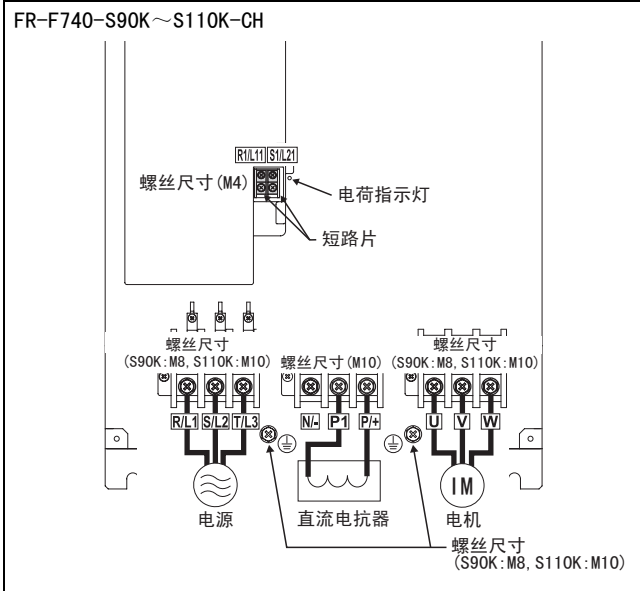 FR-F740-S90K～S110K-CH
R1/L11 S1/L21
螺丝尺寸(M4)
电荷指示灯
短路片
螺丝尺寸
(S90K:M8, S110K:M10)
螺丝尺寸(M10)
螺丝尺寸
(S90K:M8, S110K:M10)
R/L1 S/L2 T/L3
N/- P1 P/+
U V W
IM
电源
直流电抗器
电机
螺丝尺寸
(S90K:M8, S110K:M10)